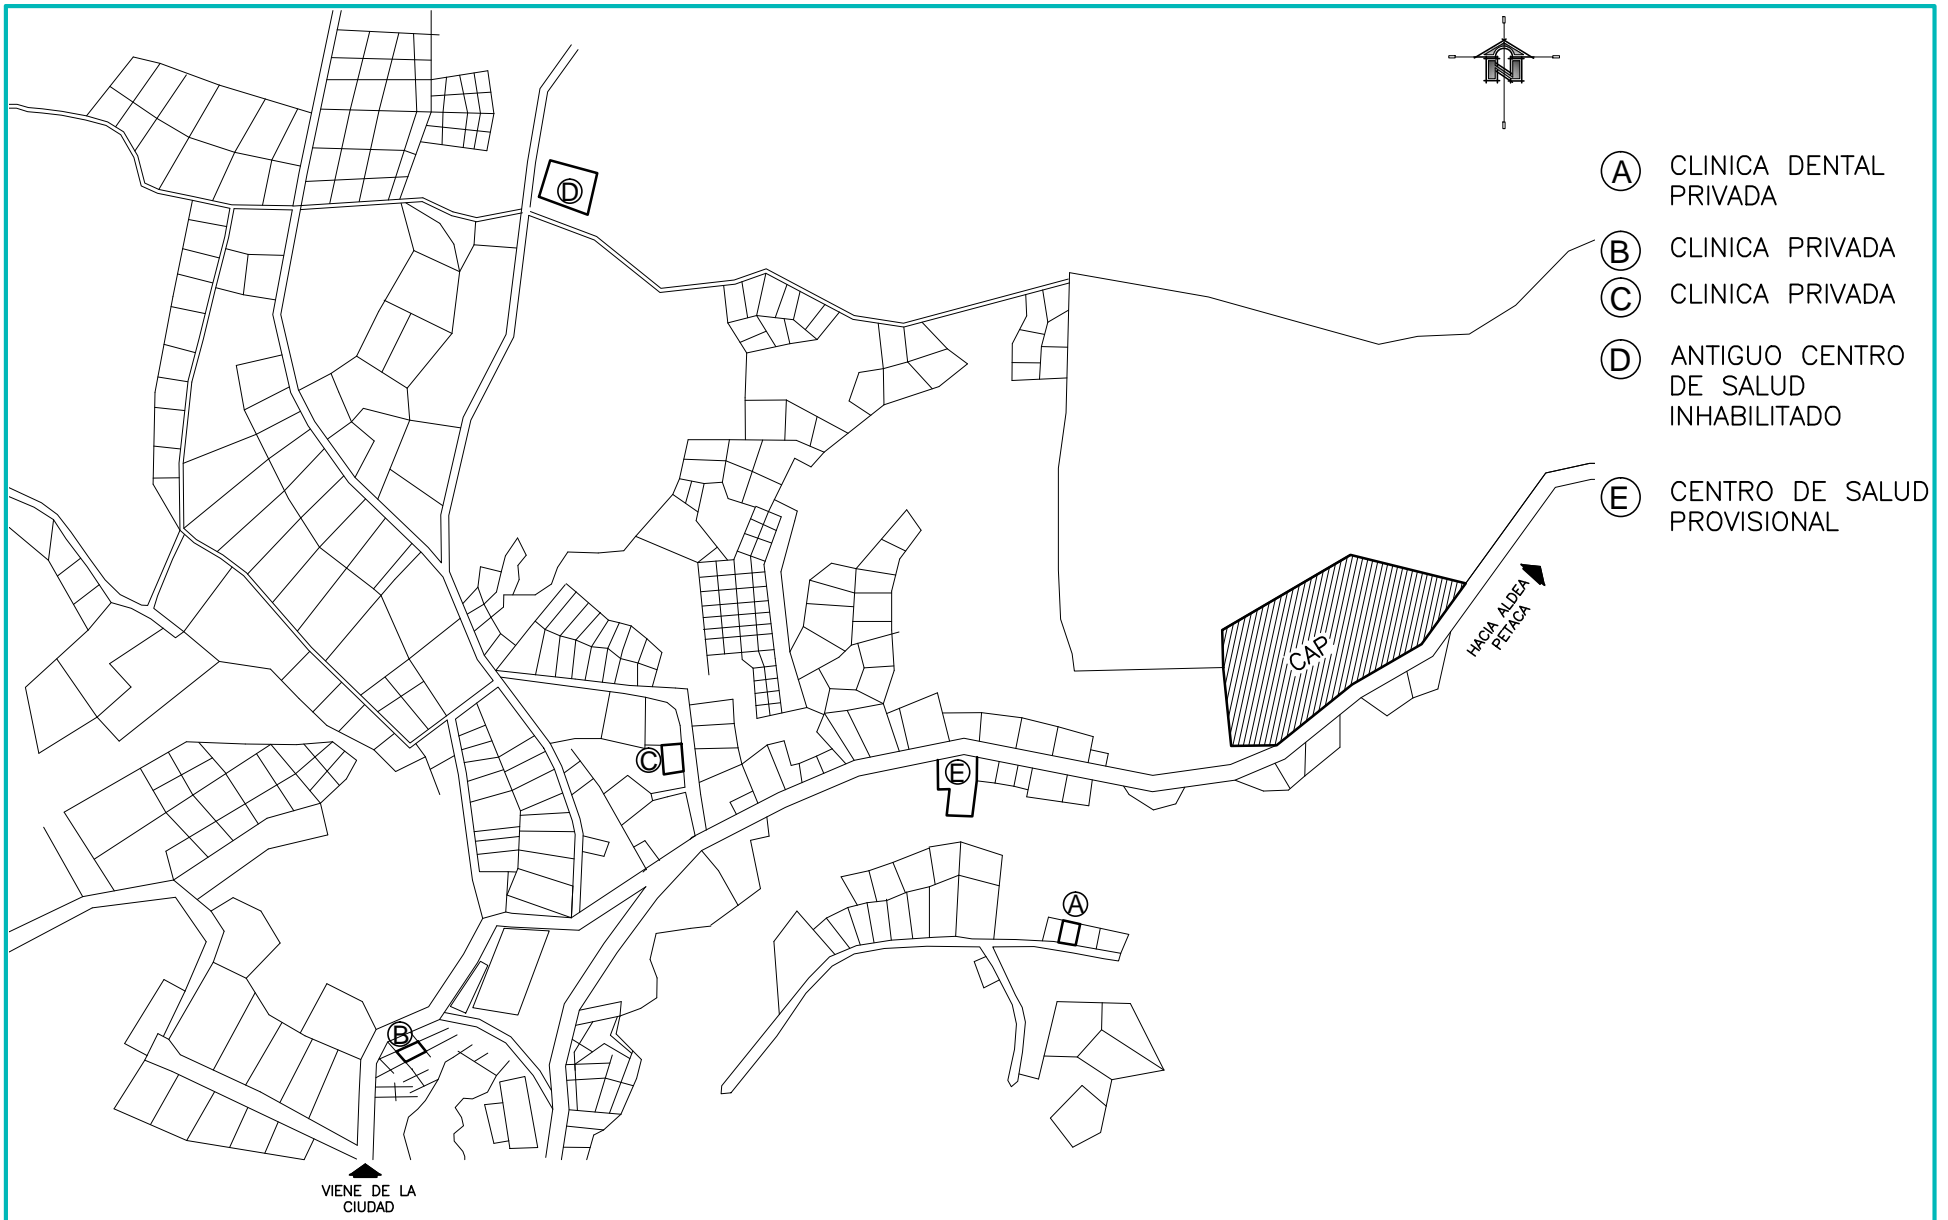 N
A
CLINICA DENTAL
PRIVADA
B
CLINICA PRIVADA
C
CLINICA PRIVADA
D
ANTIGUO CENTRO
DE SALUD
INHABILITADO
E
CENTRO DE SALUD
PROVISIONAL
D
HACIA ALDEA
PETACA
CAP
C
E
A
B
VIENE DE LA
CIUDAD